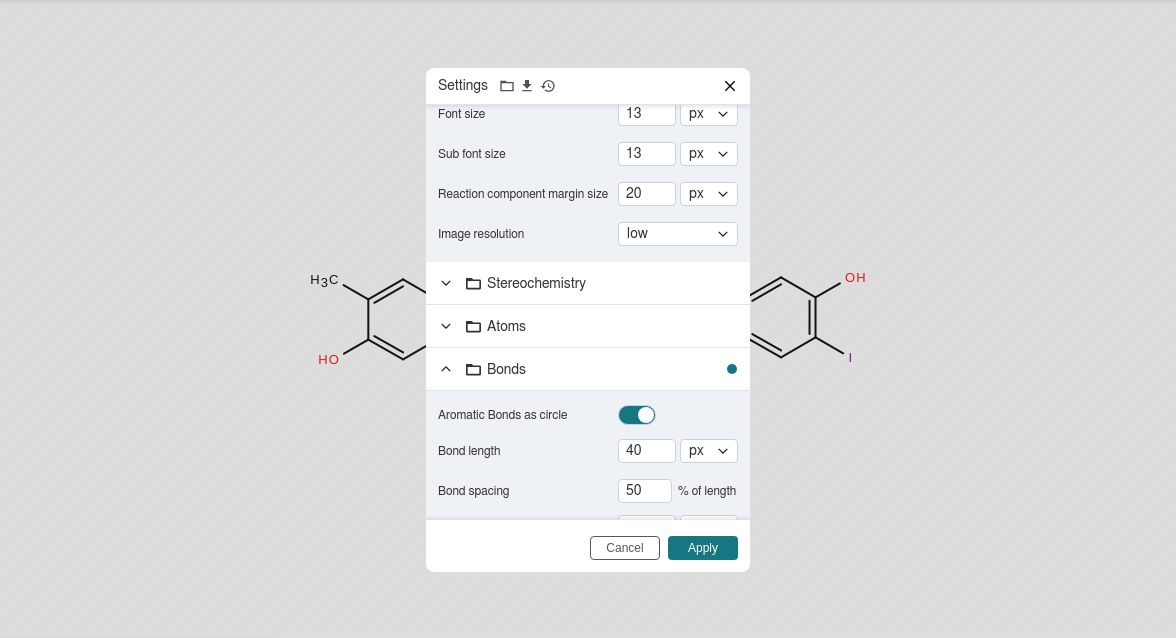 Settings
Font size 13 px
Sub font size 13 px
Reaction component margin size 20 px
Image resolution low
H3C
OH
Stereochemistry
Atoms
HO
I
Bonds
Aromatic Bonds as circle
Bond length 40 px
Bond spacing 50 % of length
Cancel Apply